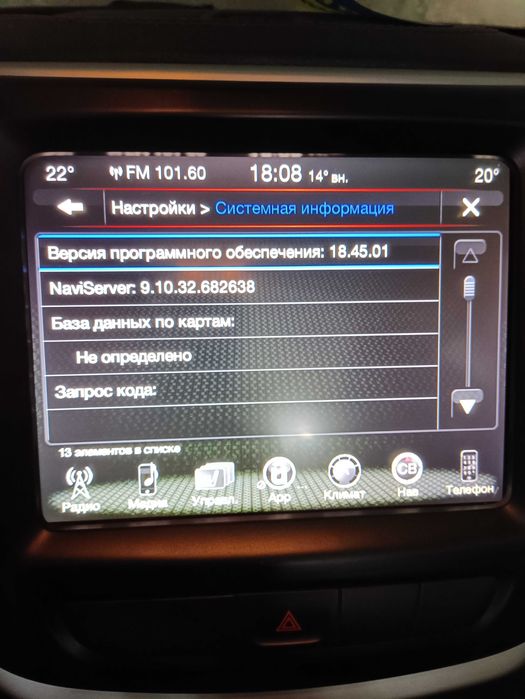 22° FM 101.60 18:08 14° вн. 20°
Настройки > Системная информация
Версия программного обеспечения: 18.45.01
NaviServer: 9.10.32.682638
База данных по картам:
Не определено
Запрос кода:
13 элементов в списке
СВ
Радио Медиа Управл. App Климат Нав Телефон